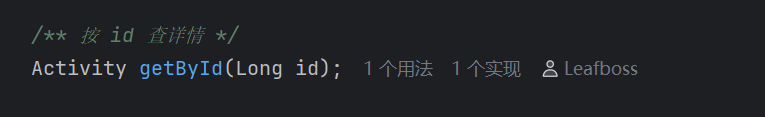 /** 按 id 查详情 */
Activity getById(Long id); 1个用法 1个实现 Leafboss